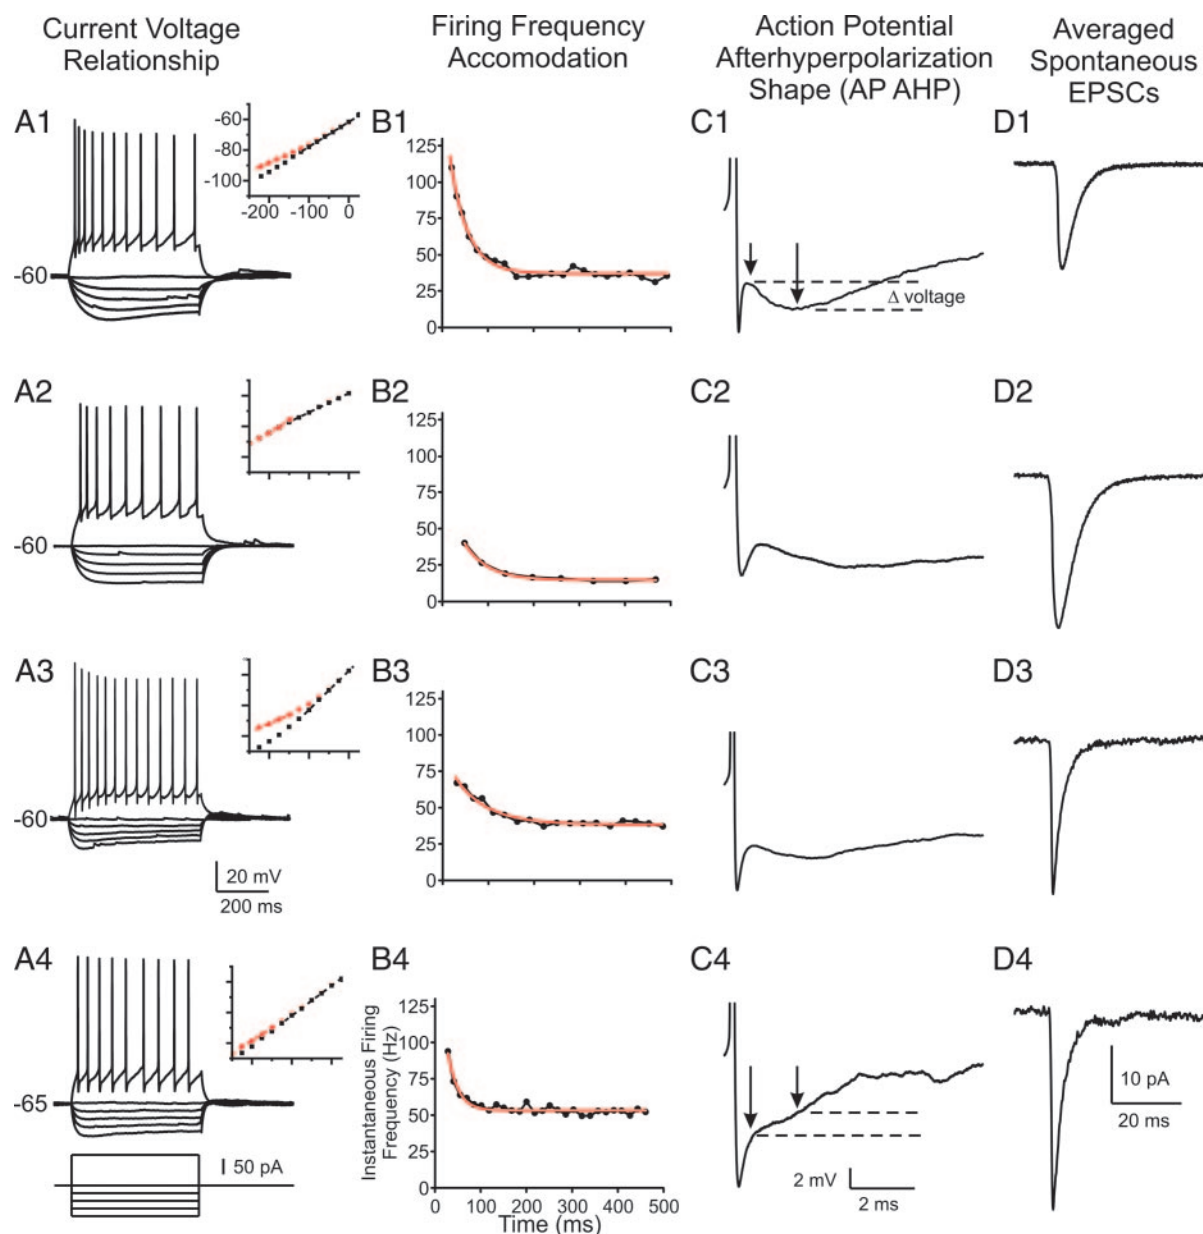 Current Voltage
Relationship
Firing Frequency
Accomodation
Action Potential
Afterhyperpolarization
Shape (AP AHP)
Averaged
Spontaneous
EPSCs
A1
-60
-60
-80
-100
-200
-100
0
B1
125
100
75
50
25
0
C1
Δ voltage
D1
A2
-60
B2
125
100
75
50
25
0
C2
D2
A3
-60
20 mV
200 ms
B3
125
100
75
50
25
0
C3
D3
A4
-65
50 pA
B4
Instantaneous Firing
Frequency (Hz)
125
100
75
50
25
0
0 100 200 300 400 500
Time (ms)
C4
2 mV
2 ms
D4
10 pA
20 ms